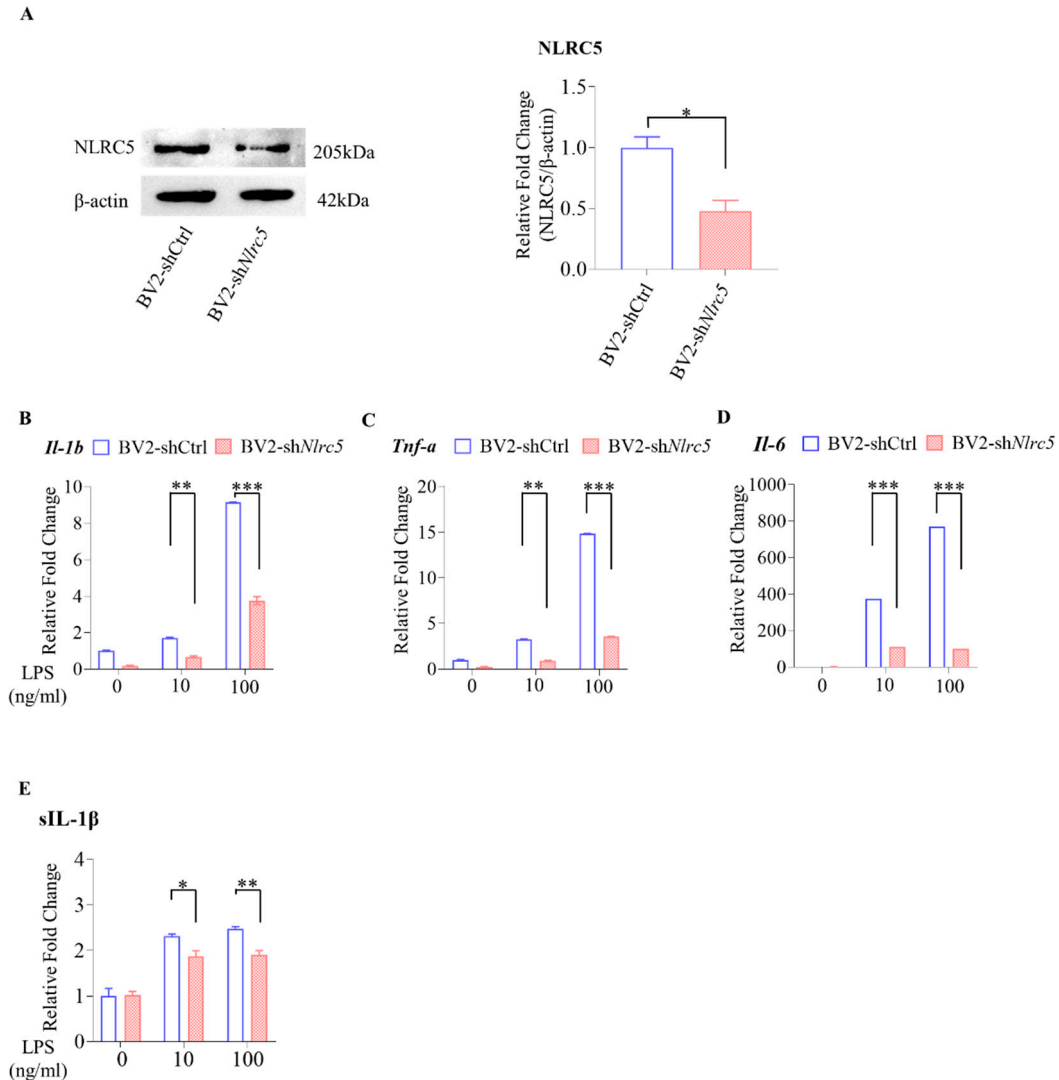 A
NLRC5
NLRC5
205kDa
β-actin
42kDa
BV2-shCtrl
BV2-shNlrc5
Relative Fold Change
(NLRC5/β-actin)
1.5
1.0
0.5
0.0
*
BV2-shCtrl
BV2-shNlrc5
B
Il-1b BV2-shCtrl BV2-shNlrc5
Relative Fold Change
10
8
6
4
2
0
** ***
LPS
(ng/ml)
0 10 100
C
Tnf-a BV2-shCtrl BV2-shNlrc5
Relative Fold Change
20
15
10
5
0
** ***
0 10 100
D
Il-6 BV2-shCtrl BV2-shNlrc5
Relative Fold Change
1000
800
600
400
200
0
*** ***
0 10 100
E
sIL-1β
Relative Fold Change
4
3
2
1
0
* **
LPS
(ng/ml)
0 10 100